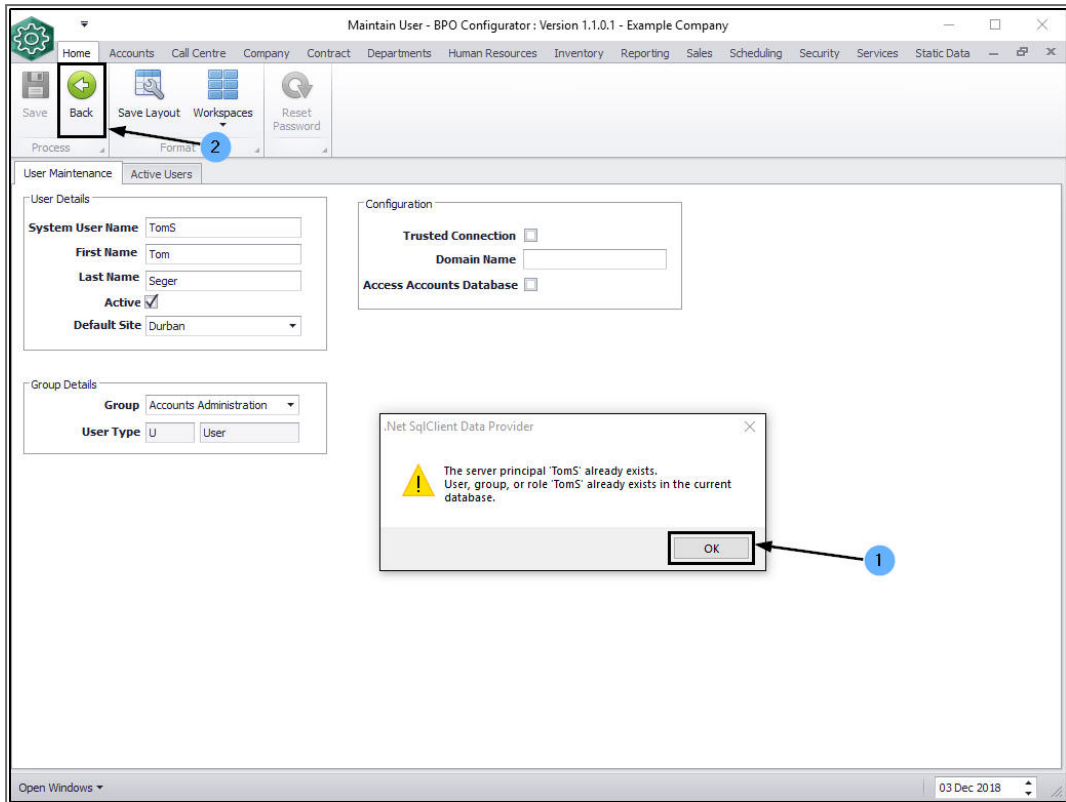 Maintain User - BPO Configurator : Version 1.1.0.1 - Example Company
Home Accounts Call Centre Company Contract Departments Human Resources Inventory Reporting Sales Scheduling Security Services Static Data
Save Back Save Layout Workspaces Reset Password
Process Format
2
User Maintenance Active Users
User Details
System User Name TomS
First Name Tom
Last Name Seger
Active
Default Site Durban
Configuration
Trusted Connection
Domain Name
Access Accounts Database
Group Details
Group Accounts Administration
User Type U User
.Net SqlClient Data Provider
The server principal 'TomS' already exists.
User, group, or role 'TomS' already exists in the current
database.
OK
1
Open Windows 03 Dec 2018